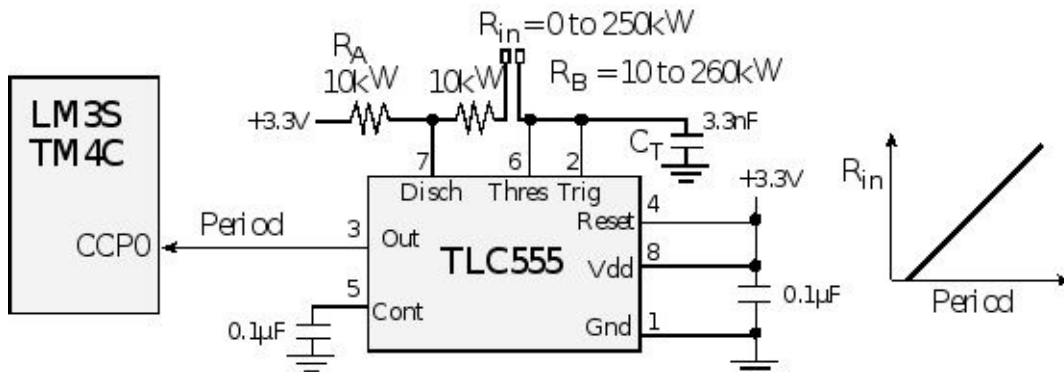 R_in = 0 to 250kW
R_A
10kW
10kW
R_B = 10 to 260kW
LM3S
TM4C
+3.3V
3.3nF
C_T
7
6
2
Disch
Thres
Trig
+3.3V
R_in
Reset
4
Period
3
Out
CCP0
TLC555
Vdd
8
5
Cont
0.1µF
0.1µF
Period
Gnd
1